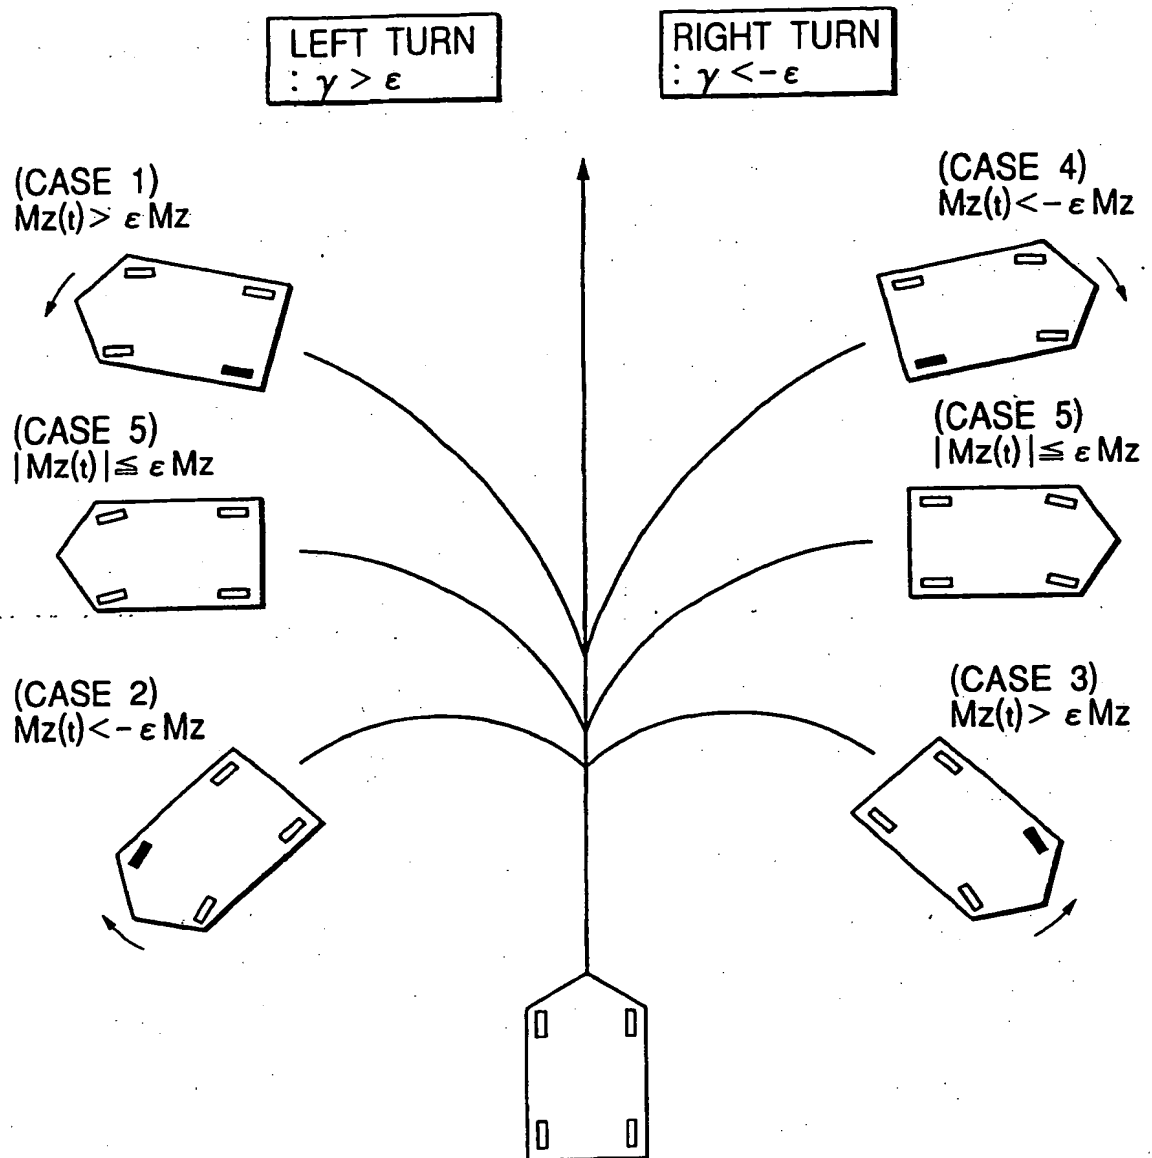 LEFT TURN
: γ > ε
RIGHT TURN
: γ < - ε
(CASE 1)
Mz(t) > ε Mz
(CASE 4)
Mz(t) < - ε Mz
(CASE 5)
|Mz(t)| ≦ ε Mz
(CASE 5)
|Mz(t)| ≦ ε Mz
(CASE 2)
Mz(t) < - ε Mz
(CASE 3)
Mz(t) > ε Mz